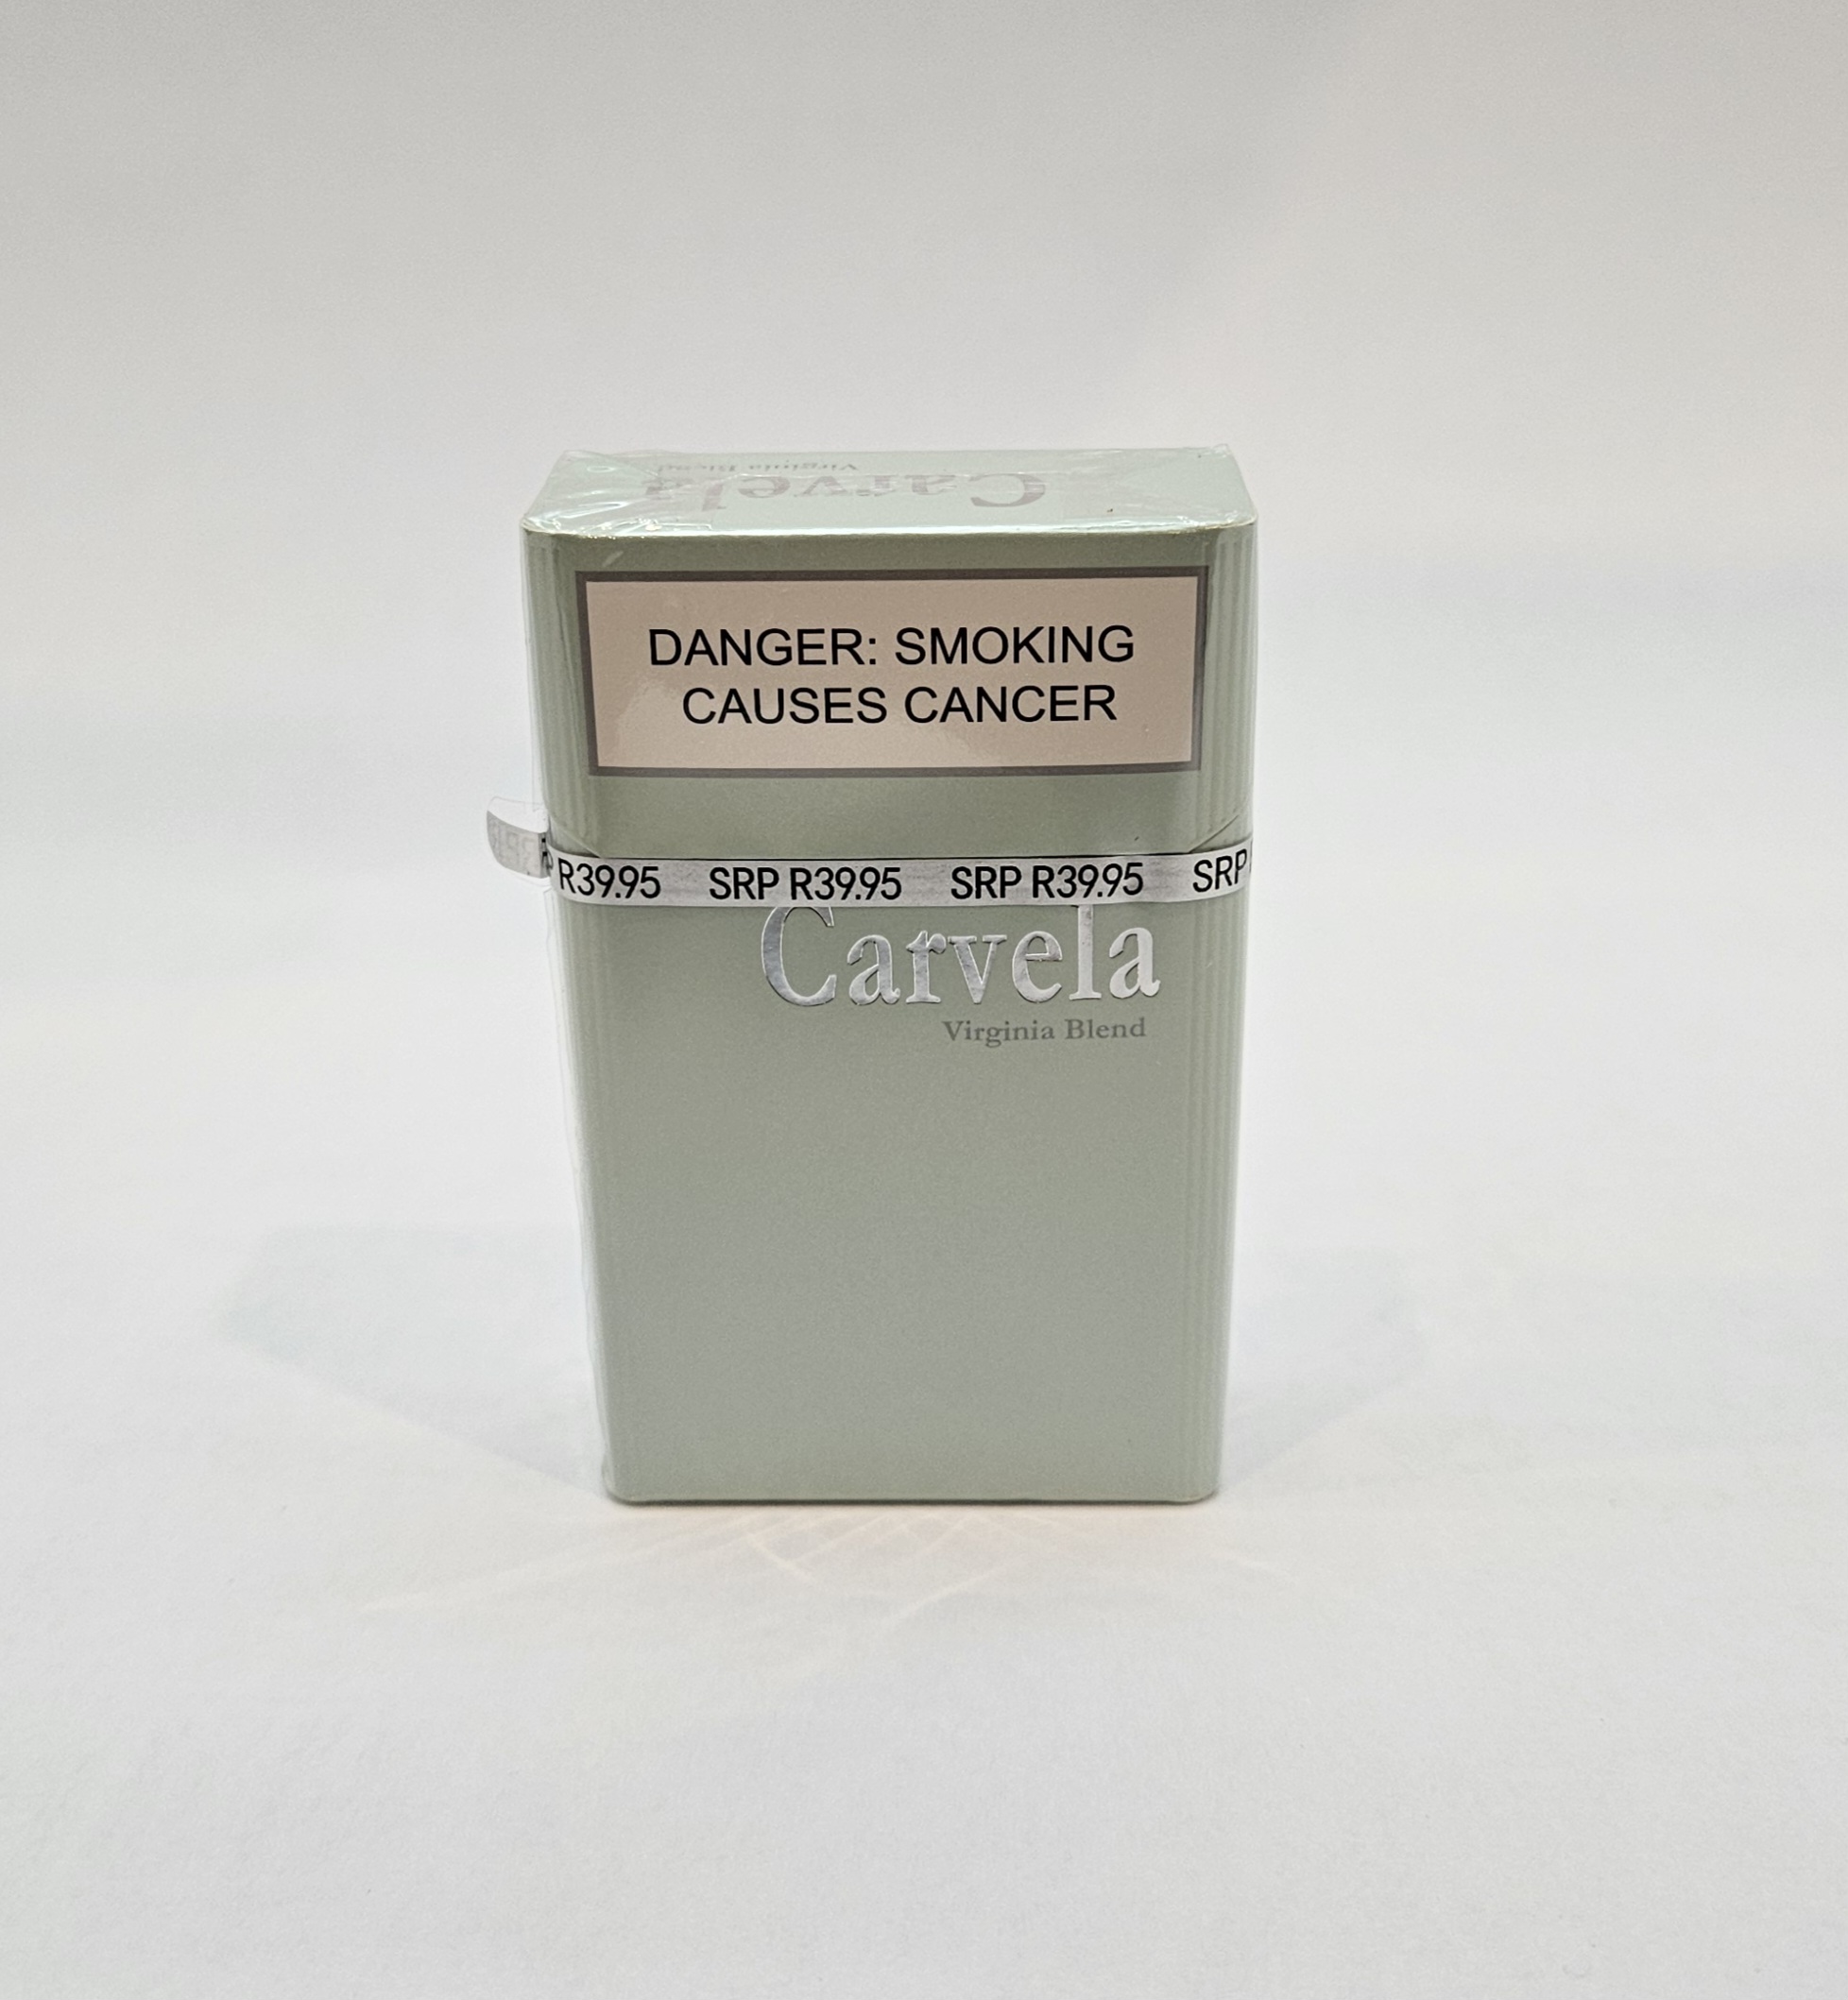 Virginia Blend
Carvela
DANGER: SMOKING
CAUSES CANCER
R39.95 SRP R39.95 SRP R39.95 SRP
Carvela
Virginia Blend